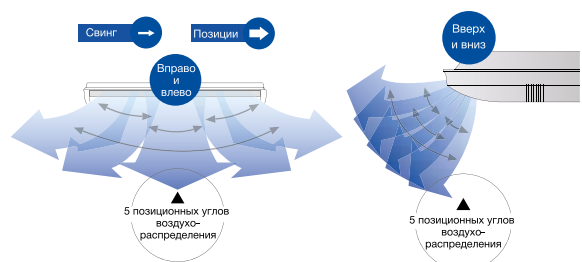 Свинг
Позиции
Вправо
и
влево
5 позиционных углов
воздухо–
распределения
Вверх
и вниз
5 позиционных углов
воздухо–
распределения